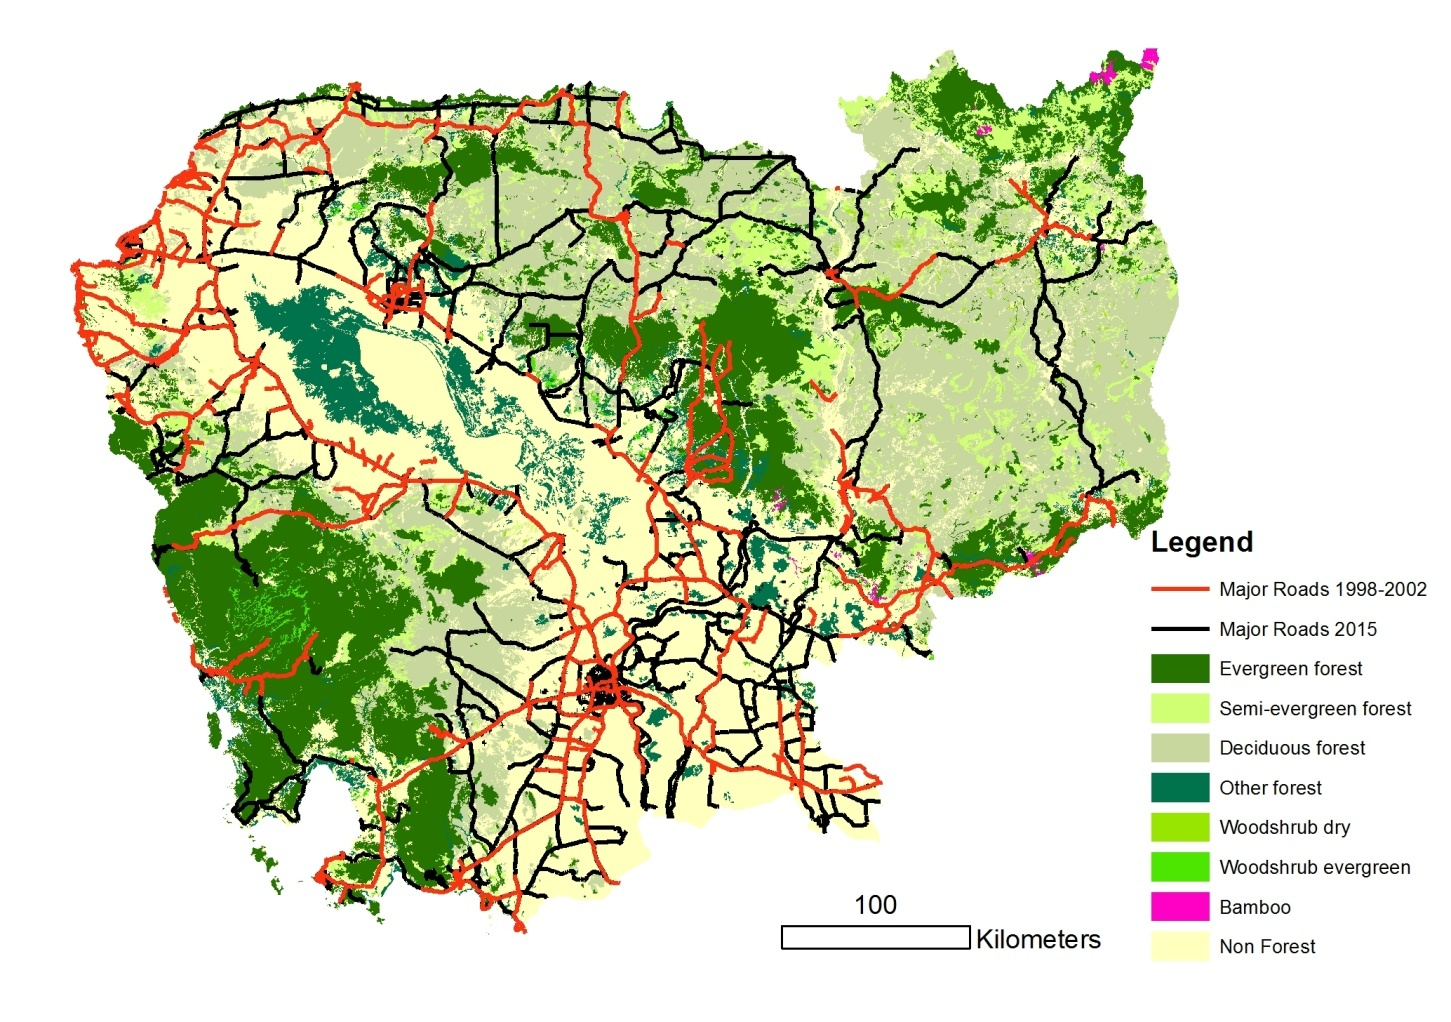 Legend
Major Roads 1998-2002
Major Roads 2015
Evergreen forest
Semi-evergreen forest
Deciduous forest
Other forest
Woodshrub dry
Woodshrub evergreen
Bamboo
Non Forest
100
Kilometers